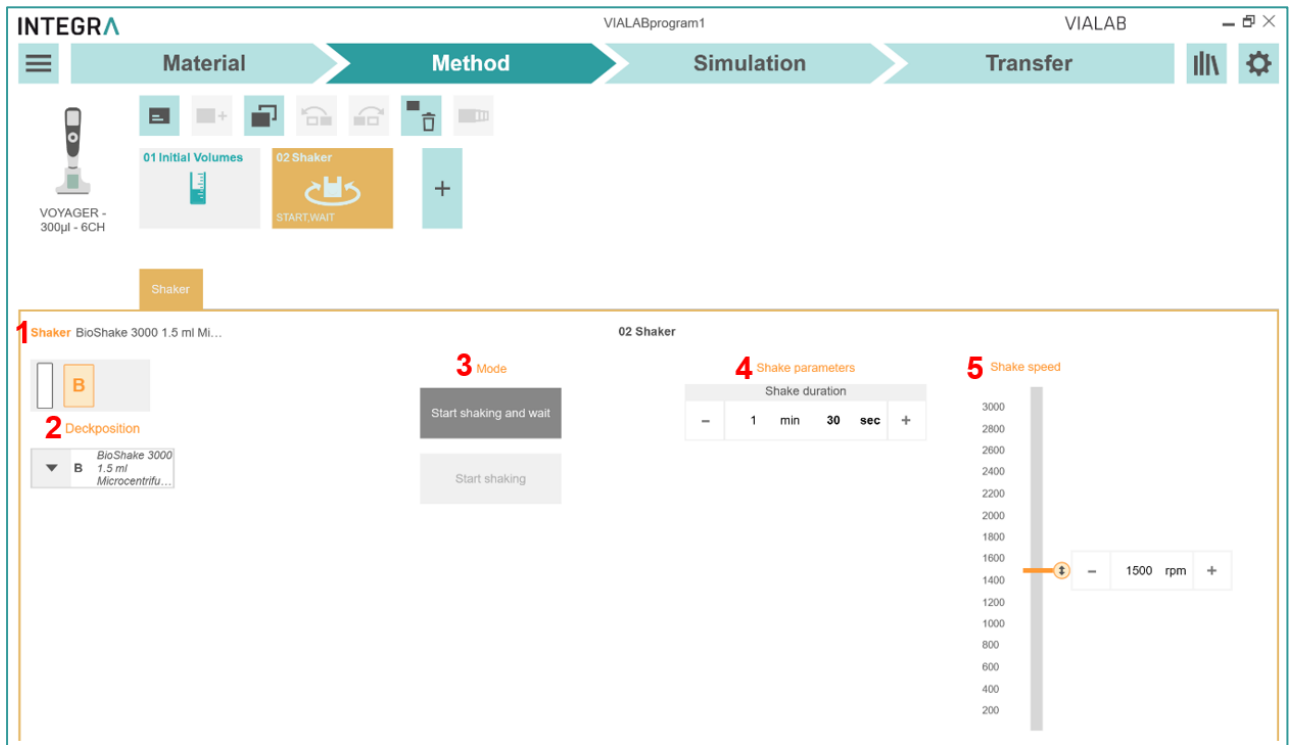 INTEGRA
VIALABprogram1
VIALAB
Material
Method
Simulation
Transfer
01 Initial Volumes
02 Shaker
START,WAIT
+
VOYAGER -
300µl - 6CH
Shaker
1 Shaker BioShake 3000 1.5 ml Mi...
02 Shaker
B
2 Deckposition
B BioShake 3000
1.5 ml
Microcentrifu...
3 Mode
Start shaking and wait
Start shaking
4 Shake parameters
Shake duration
– 1 min 30 sec +
5 Shake speed
3000
2800
2600
2400
2200
2000
1800
1600
1400
1200
1000
800
600
400
200
– 1500 rpm +